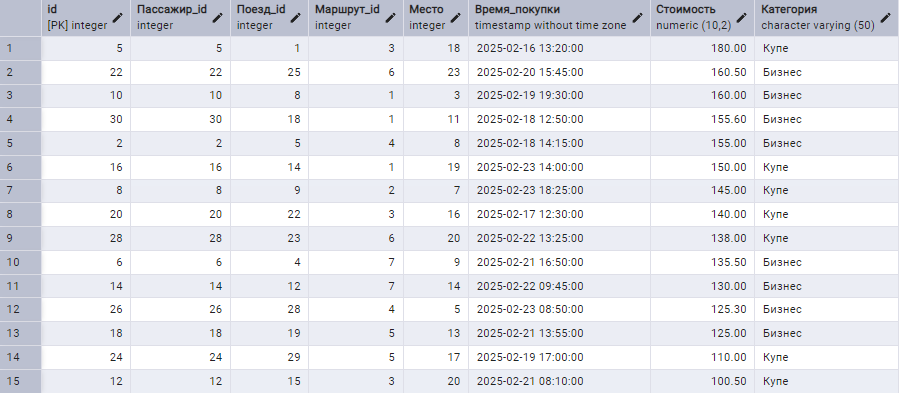 id Пассажир_id Поезд_id Маршрут_id Место Время_покупки Стоимость Категория
[PK] integer integer integer integer integer timestamp without time zone numeric (10,2) character varying (50)
1 5 5 1 3 18 2025-02-16 13:20:00 180.00 Купе
2 22 22 25 6 23 2025-02-20 15:45:00 160.50 Бизнес
3 10 10 8 1 3 2025-02-19 19:30:00 160.00 Бизнес
4 30 30 18 1 11 2025-02-18 12:50:00 155.60 Бизнес
5 2 2 5 4 8 2025-02-18 14:15:00 155.00 Бизнес
6 16 16 14 1 19 2025-02-23 14:00:00 150.00 Купе
7 8 8 9 2 7 2025-02-23 18:25:00 145.00 Купе
8 20 20 22 3 16 2025-02-17 12:30:00 140.00 Купе
9 28 28 23 6 20 2025-02-22 13:25:00 138.00 Купе
10 6 6 4 7 9 2025-02-21 16:50:00 135.50 Бизнес
11 14 14 12 7 14 2025-02-22 09:45:00 130.00 Бизнес
12 26 26 28 4 5 2025-02-23 08:50:00 125.30 Бизнес
13 18 18 19 5 13 2025-02-21 13:55:00 125.00 Бизнес
14 24 24 29 5 17 2025-02-19 17:00:00 110.00 Купе
15 12 12 15 3 20 2025-02-21 08:10:00 100.50 Купе